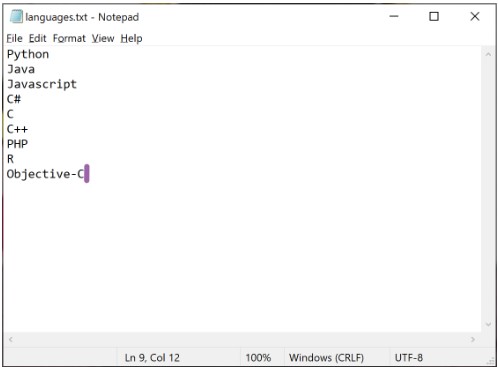 languages.txt - Notepad
File Edit Format View Help
Python
Java
Javascript
C#
C
C++
PHP
R
Objective-C
Ln 9, Col 12 100% Windows (CRLF) UTF-8